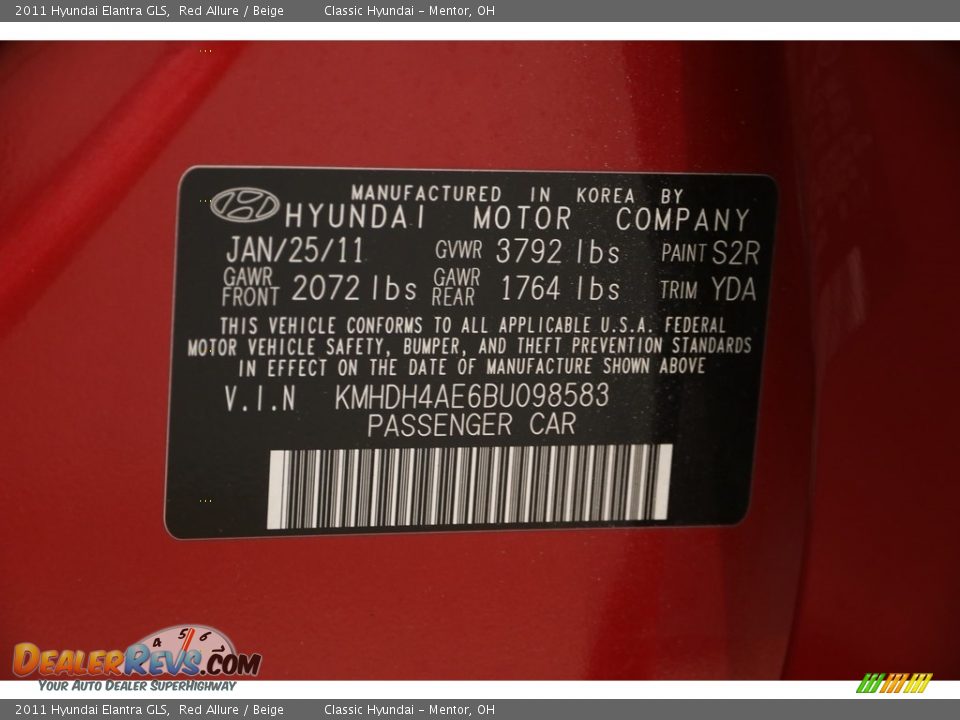 2011 Hyundai Elantra GLS,  Red Allure / Beige          Classic Hyundai - Mentor, OH
MANUFACTURED IN KOREA BY
HYUNDAI MOTOR COMPANY
JAN/25/11 GVWR 3792 lbs PAINT S2R
GAWR FRONT 2072 lbs GAWR REAR 1764 lbs TRIM YDA
THIS VEHICLE CONFORMS TO ALL APPLICABLE U.S.A. FEDERAL
MOTOR VEHICLE SAFETY, BUMPER, AND THEFT PREVENTION STANDARDS
IN EFFECT ON THE DATE OF MANUFACTURE SHOWN ABOVE
V.I.N KMHDH4AE6BU098583
PASSENGER CAR
4 5 6
DEALERREVS.COM
YOUR AUTO DEALER SUPERHIGHWAY
2011 Hyundai Elantra GLS,  Red Allure / Beige          Classic Hyundai - Mentor, OH